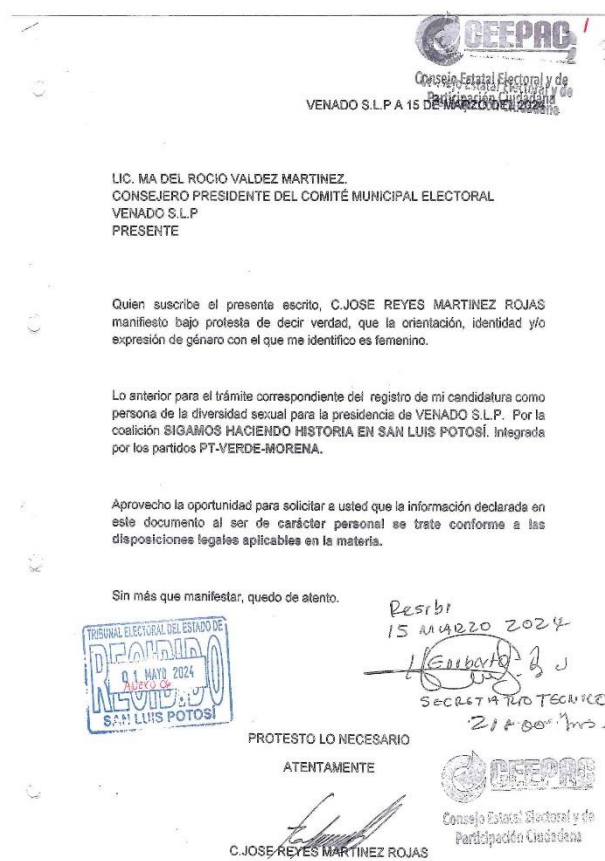 CEEPAC
1
Consejo Estatal Electoral y de
Participación Ciudadana
VENADO S.L.P A 15 DE MARZO DEL 2024
LIC. MA DEL ROCIO VALDEZ MARTINEZ.
CONSEJERO PRESIDENTE DEL COMITÉ MUNICIPAL ELECTORAL
VENADO S.L.P
PRESENTE
Quien suscribe el presente escrito, C.JOSE REYES MARTINEZ ROJAS
manifiesto bajo protesta de decir verdad, que la orientación, identidad y/o
expresión de género con el que me identifico es femenino.
Lo anterior para el trámite correspondiente del registro de mi candidatura como
persona de la diversidad sexual para la presidencia de VENADO S.L.P. Por la
coalición SIGAMOS HACIENDO HISTORIA EN SAN LUIS POTOSÍ. Integrada
por los partidos PT-VERDE-MORENA.
Aprovecho la oportunidad para solicitar a usted que la información declarada en
este documento al ser de carácter personal se trate conforme a las
disposiciones legales aplicables en la materia.
Sin más que manifestar, quedo de atento.
Recibi
15 MARZO 2024
Heriberto
SECRETARIO TECNICO
21:00 hrs.
TRIBUNAL ELECTORAL DEL ESTADO DE
RECIBIDO
01 MAYO 2024
ANEXO
SAN LUIS POTOSÍ
PROTESTO LO NECESARIO
ATENTAMENTE
C.JOSE REYES MARTINEZ ROJAS
CEEPAC
Consejo Estatal Electoral y de
Participación Ciudadana